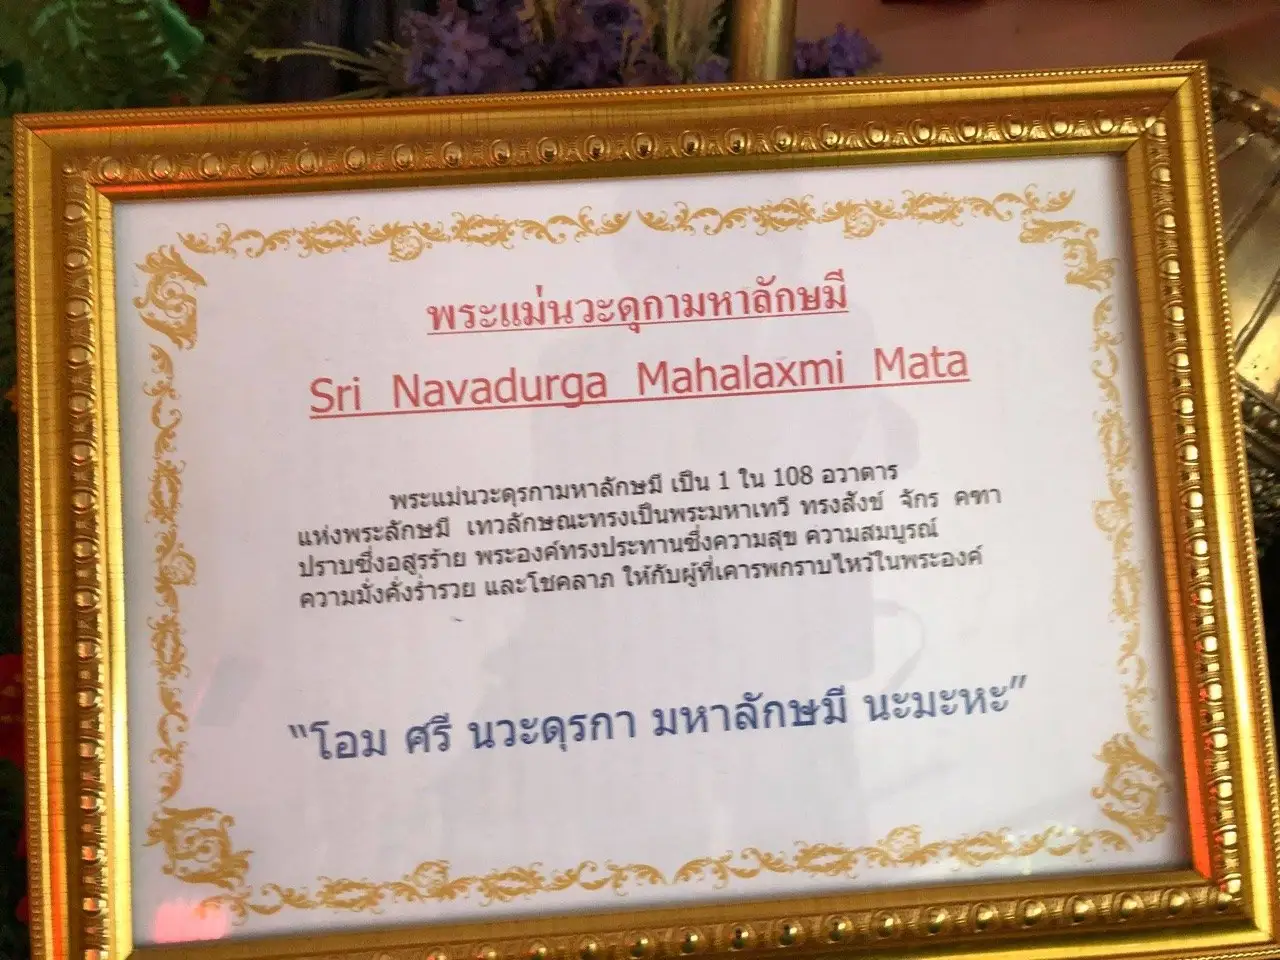 พระแม่นวะดุกามหาลักษมี
Sri Navadurga Mahalaxmi Mata
พระแม่นวะดุรกามหาลักษมี เป็น 1 ใน 108 อวาตาร
แห่งพระลักษมี เทวลักษณะทรงเป็นพระมหาเทวี ทรงสังข์ จักร คฑา
ปราบซึ่งอสูรร้าย พระองค์ทรงประทานซึ่งความสุข ความสมบูรณ์
ความมั่งคั่งร่ำรวย และโชคลาภ ให้กับผู้ที่เคารพกราบไหว้ในพระองค์
“โอม ศรี นวะดุรกา มหาลักษมี นะมะหะ”